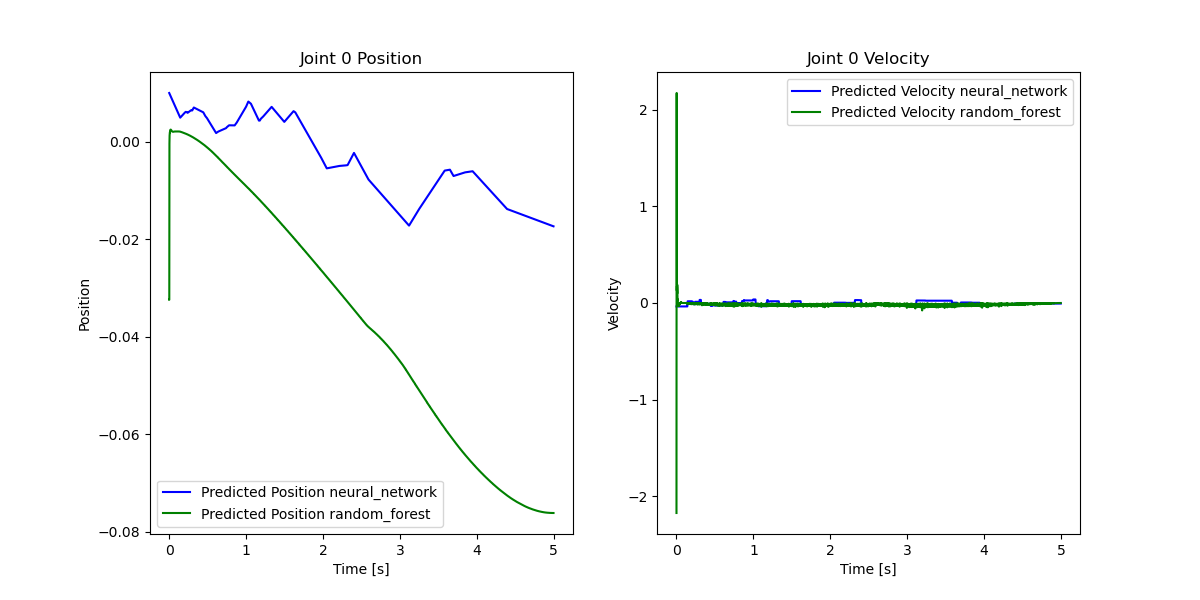 Joint 0 Position
0.00
−0.02
−0.04
−0.06
−0.08
Position
Predicted Position neural_network
Predicted Position random_forest
0 1 2 3 4 5
Time [s]
Joint 0 Velocity
Predicted Velocity neural_network
Predicted Velocity random_forest
2
1
0
−1
−2
Velocity
0 1 2 3 4 5
Time [s]